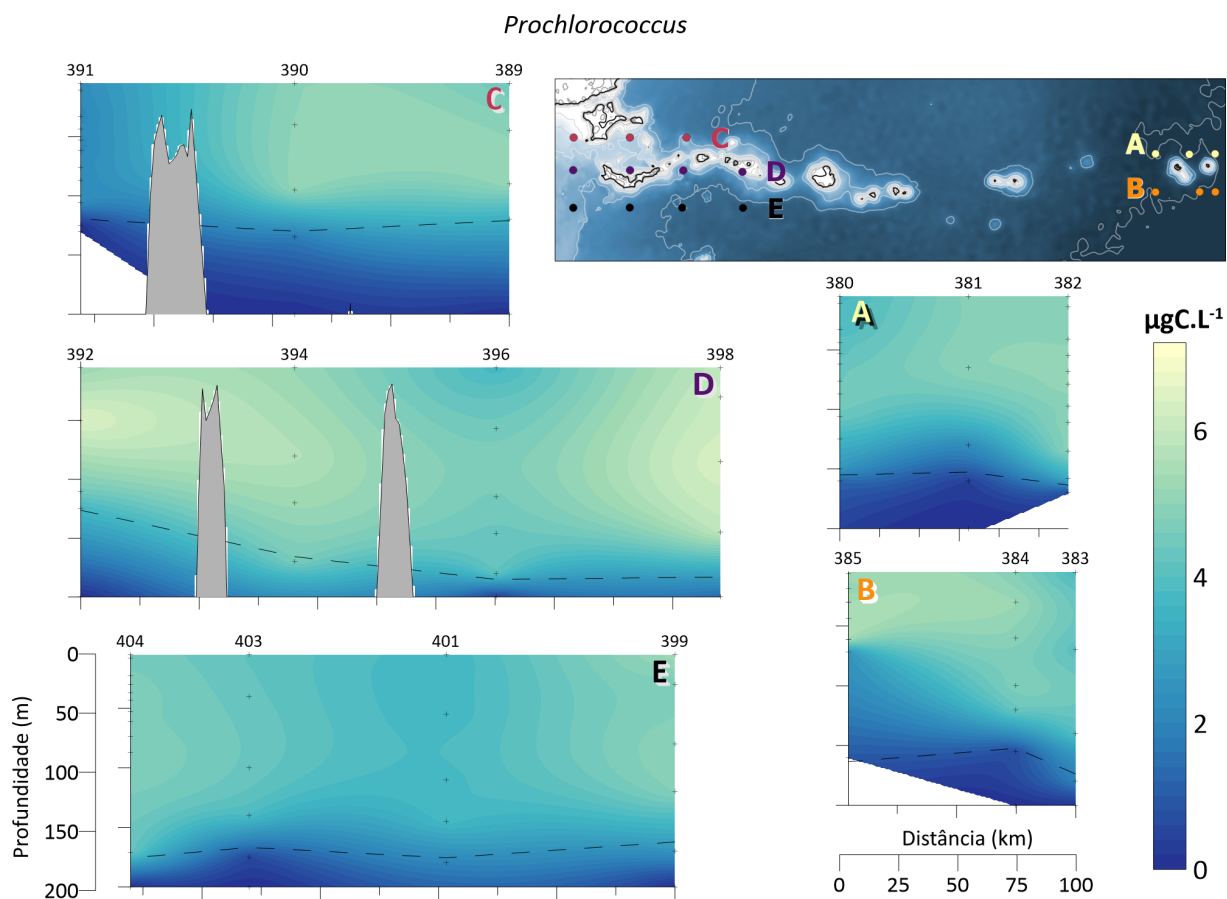 Prochlorococcus
391 390 389
C
A
B
C
D
E
380 381 382
A
µgC.L⁻¹
6
4
2
0
392 394 396 398
D
385 384 383
B
404 403 401 399
E
Profundidade (m)
0
50
100
150
200
Distância (km)
0 25 50 75 100